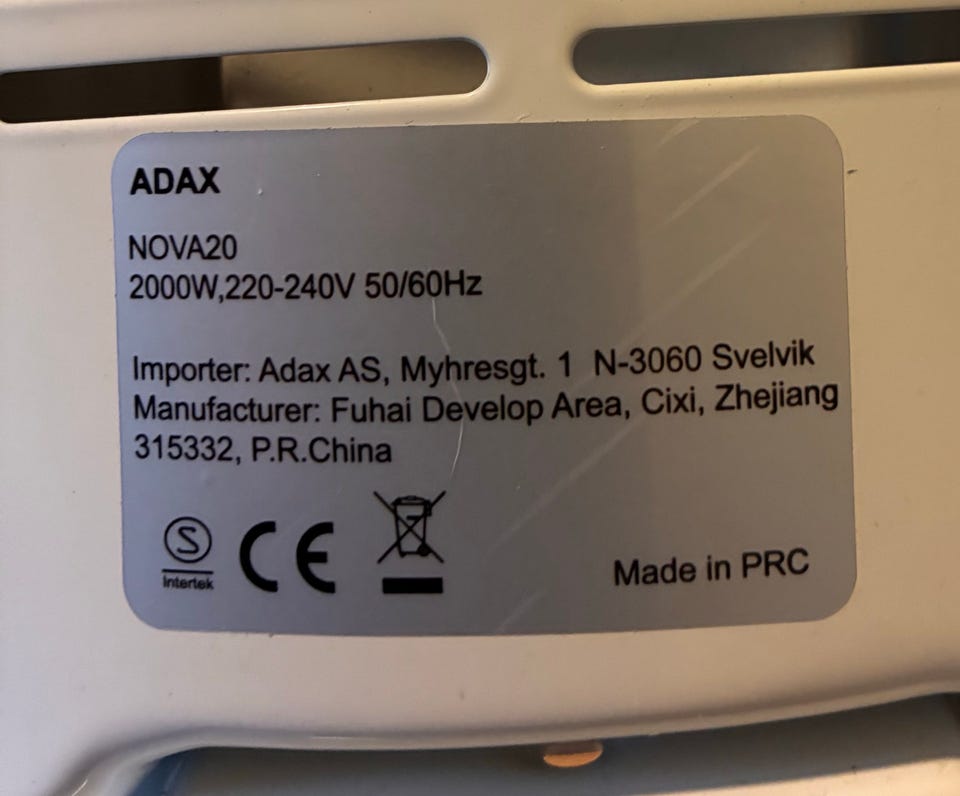 ADAX
NOVA20
2000W,220-240V 50/60Hz
Importer: Adax AS, Myhresgt. 1 N-3060 Svelvik
Manufacturer: Fuhai Develop Area, Cixi, Zhejiang
315332, P.R.China
S
Intertek
CE
Made in PRC